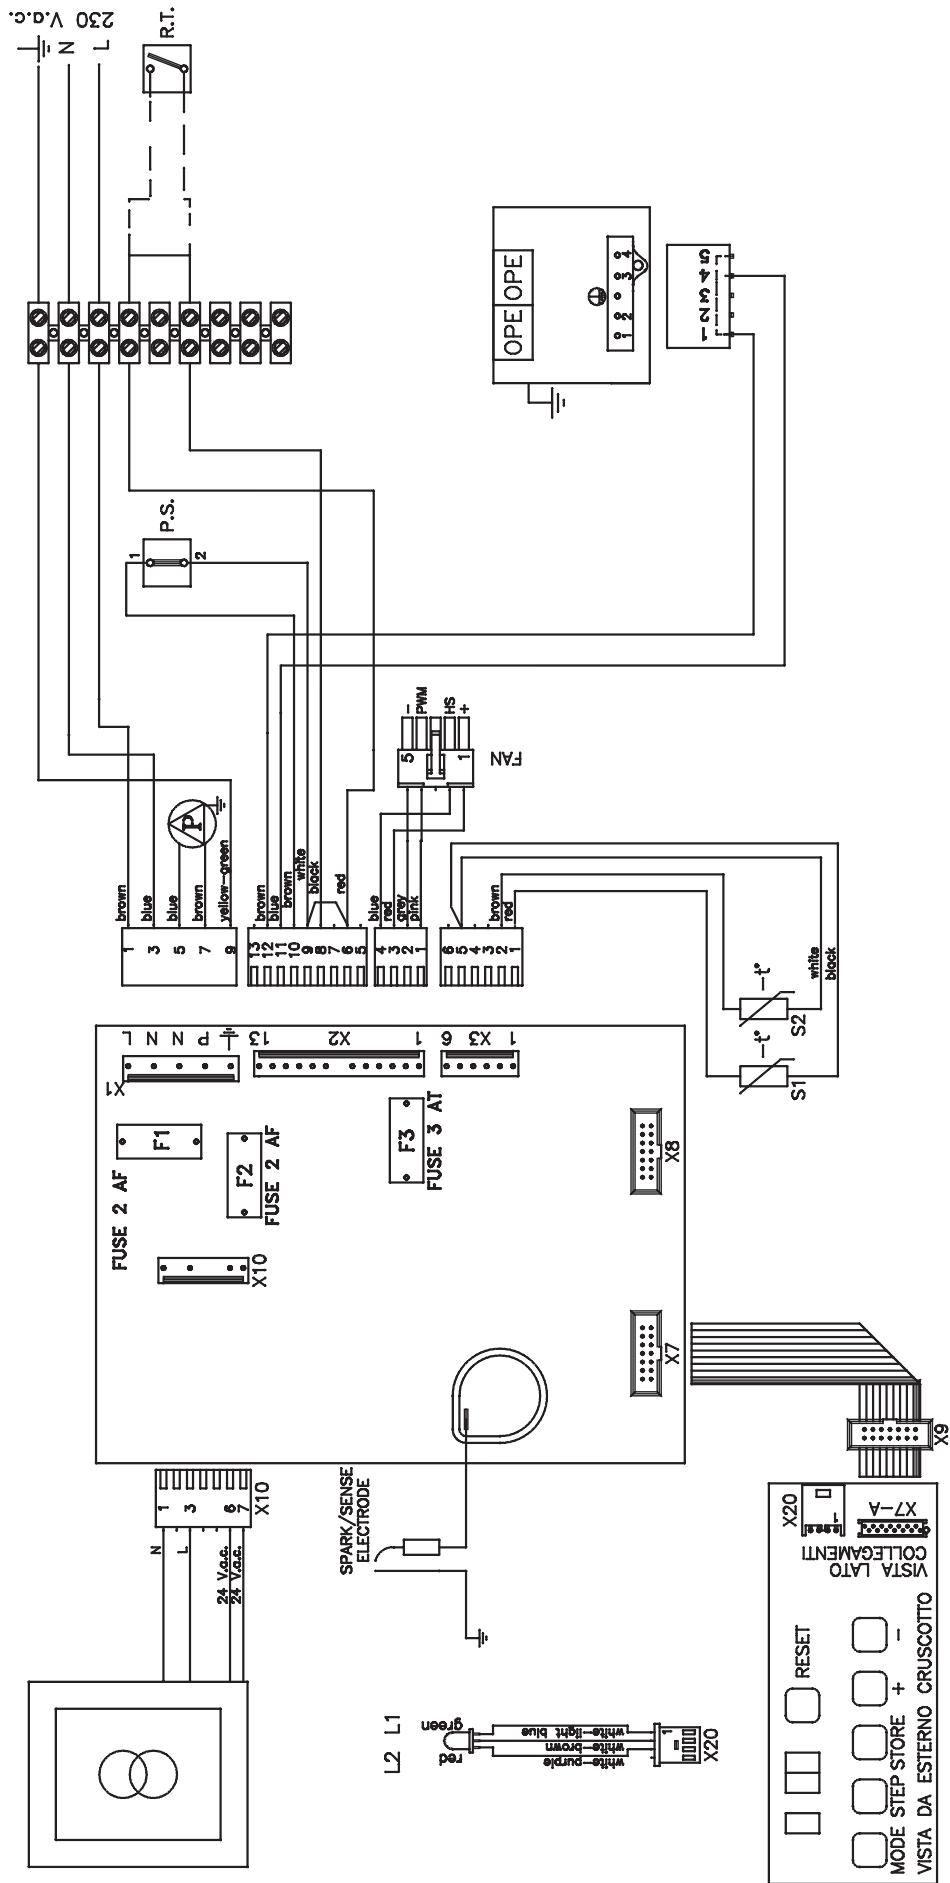 230 V.a.c.
N
L
R.T.
OPE OPE
1 2 3 4
1 2 3 4 5
P.S.
1
2
FAN
-
PWM
HS
+
5
1
brown
blue
blue
brown
yellow-green
1
3
5
7
9
P
brown
blue
brown
white
black
red
13
12
11
10
9
8
7
6
5
blue
red
grey
pink
4
3
2
1
brown
red
6
5
4
3
2
1
white
black
-t°
S2
-t°
S1
X1
L
N
N
P
13
X2
1
6
X3
1
FUSE 2 AF
F1
F2
FUSE 2 AF
F3
FUSE 3 AT
X10
X8
X7
X9
1
3
6
7
X10
N
L
24 V.a.c.
24 V.a.c.
SPARK/SENSE
ELECTRODE
L2 L1
red
green
white-light blue
white-brown
white-purple
1
X20
X20
1
X7-A
VISTA LATO
COLLEGAMENTI
RESET
MODE STEP STORE + -
VISTA DA ESTERNO CRUSCOTTO